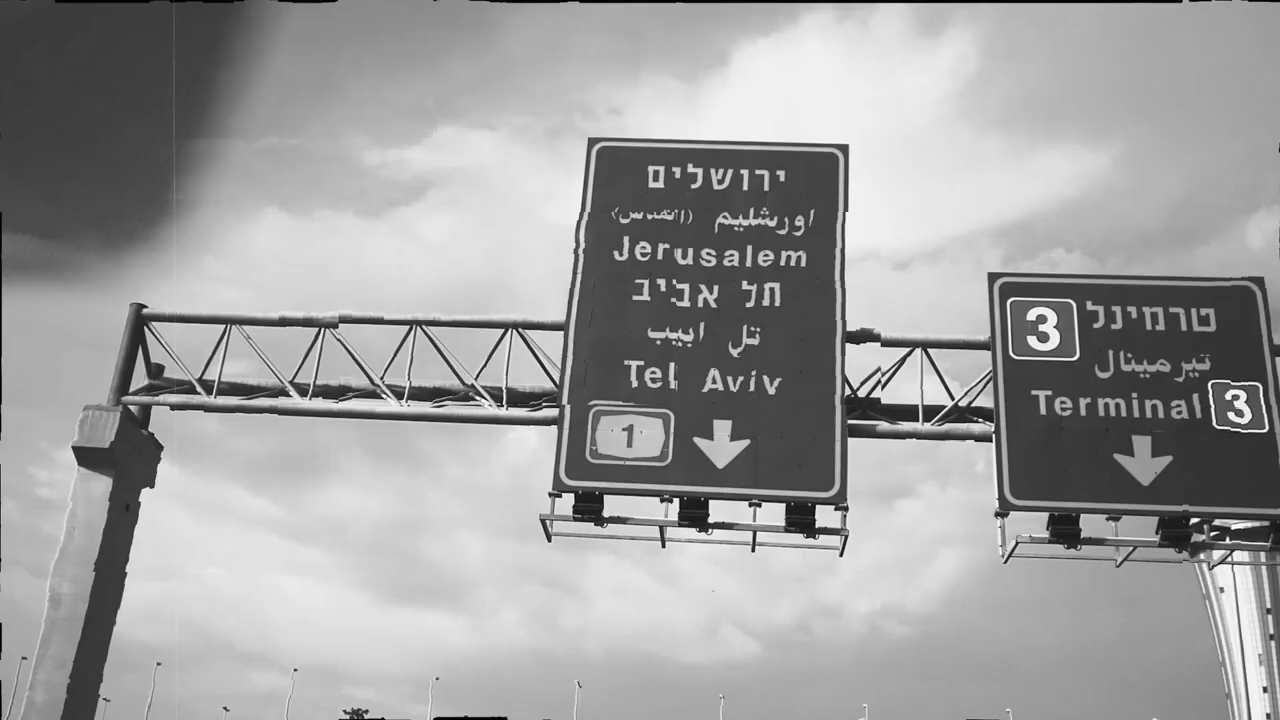 ירושלים
اورشليم (القدس)
Jerusalem
תל אביב
تل ابيب
Tel Aviv
1
3 טרמינל
تيرمينال
Terminal 3